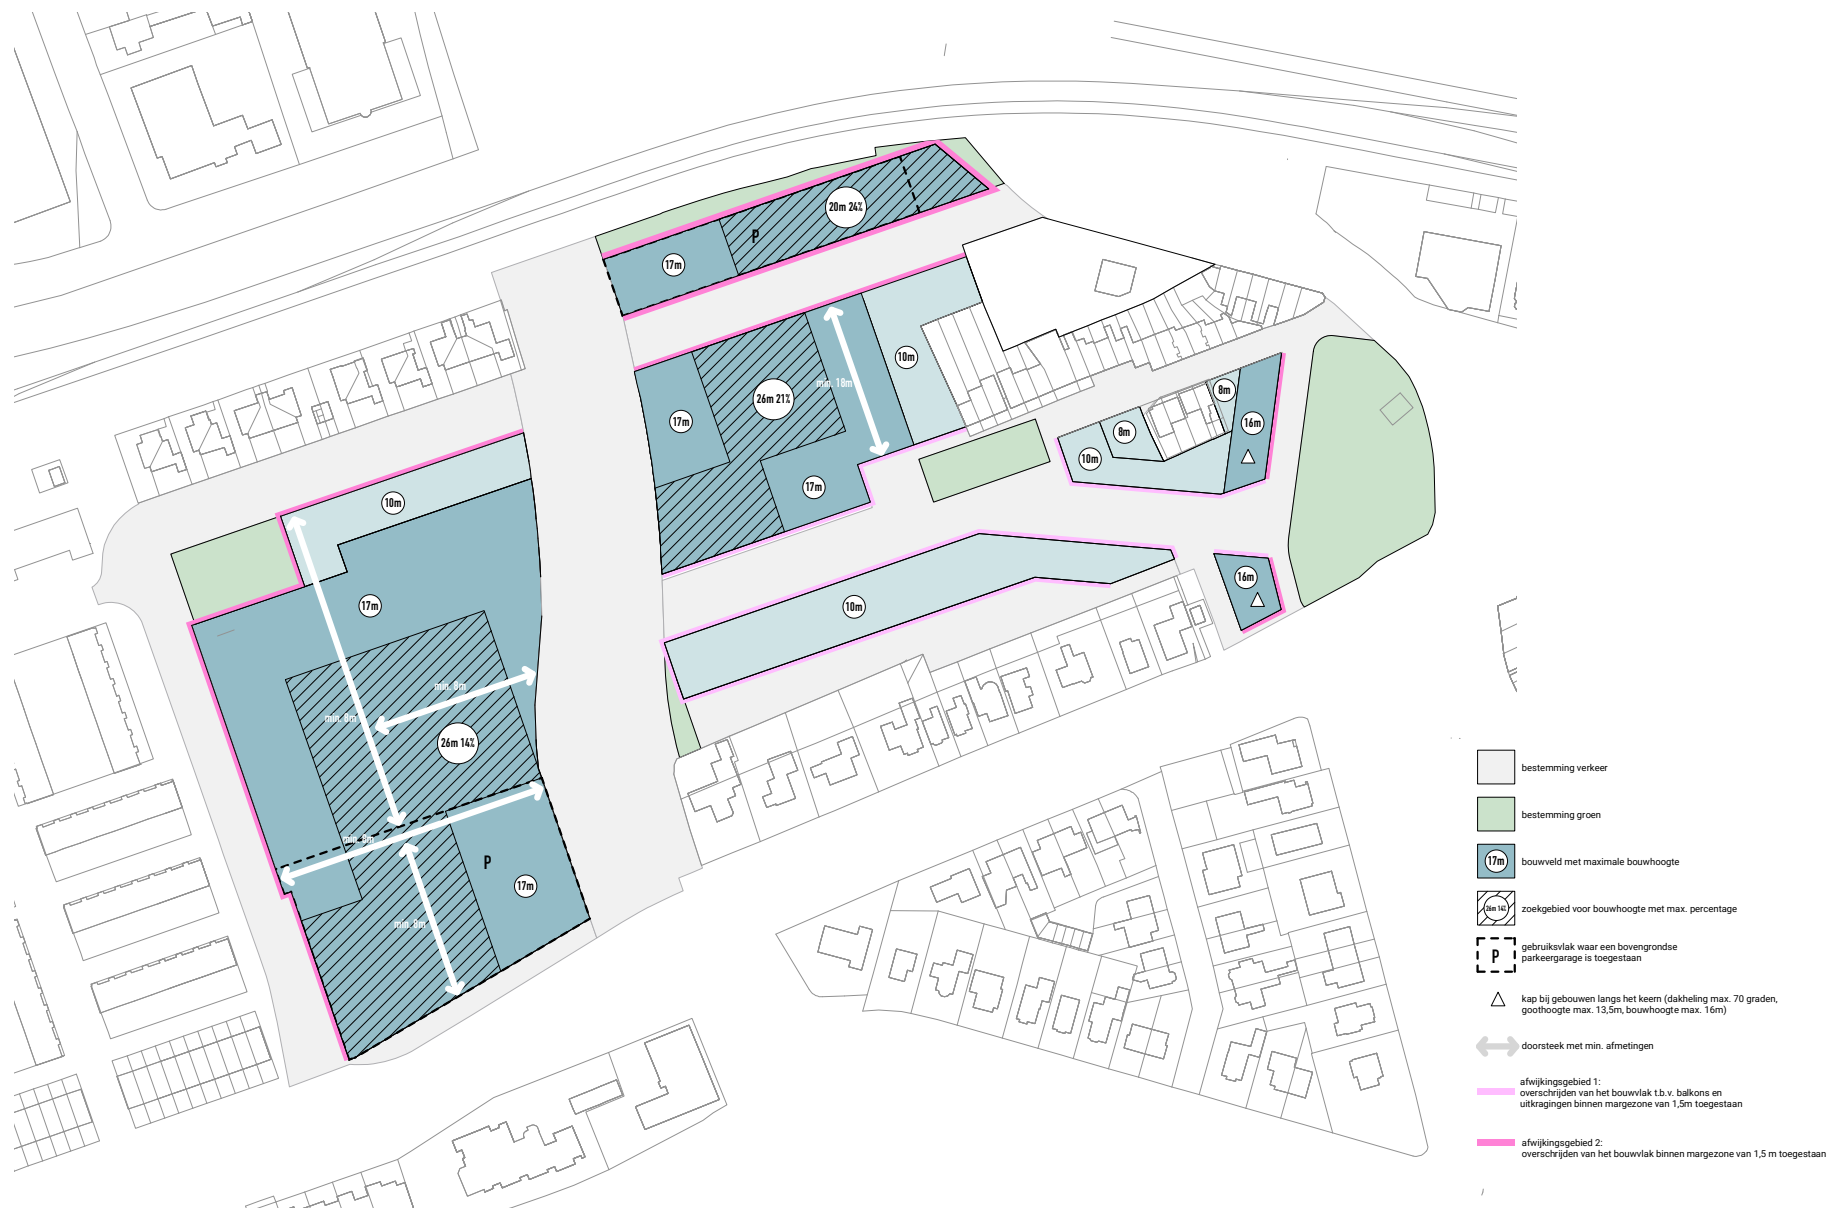 20m 24%
P
17m
10m
min. 18m
26m 21%
17m
8m
16m
8m
10m
17m
10m
16m
17m
10m
min. 8m
min. 8m
26m 14%
min. 8m
P
17m
min. 8m
bestemming verkeer
bestemming groen
17m
bouwveld met maximale bouwhoogte
26m 14%
zoekgebied voor bouwhoogte met max. percentage
P
gebruiksvlak waar een bovengrondse
parkeergarage is toegestaan
kap bij gebouwen langs het keern (dakheling max. 70 graden,
goothoogte max. 13,5m, bouwhoogte max. 16m)
doorsteek met min. afmetingen
afwijkingsgebied 1:
overschrijden van het bouwvlak t.b.v. balkons en
uitkragingen binnen margezone van 1,5m toegestaan
afwijkingsgebied 2:
overschrijden van het bouwvlak binnen margezone van 1,5 m toegestaan